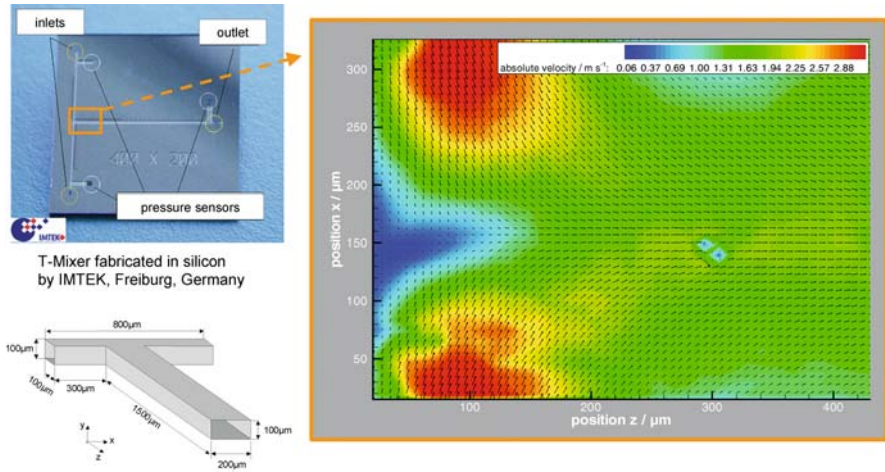 inlets
outlet
400 X 200
pressure sensors
IMTEK
T-Mixer fabricated in silicon
by IMTEK, Freiburg, Germany
800µm
100µm
100µm
300µm
1500µm
100µm
200µm
y
x
z
absolute velocity / m s⁻¹: 0.06 0.37 0.69 1.00 1.31 1.63 1.94 2.25 2.57 2.88
300
250
200
150
100
50
position x / µm
100
200
300
400
position z / µm